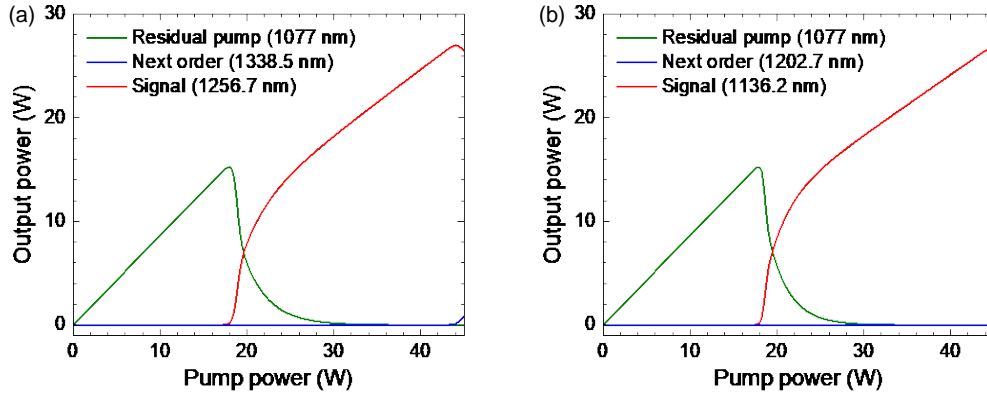 (a)
30
20
10
0
Output power (W)
Residual pump (1077 nm)
Next order (1338.5 nm)
Signal (1256.7 nm)
0 10 20 30 40
Pump power (W)
(b)
30
20
10
0
Output power (W)
Residual pump (1077 nm)
Next order (1202.7 nm)
Signal (1136.2 nm)
0 10 20 30 40
Pump power (W)